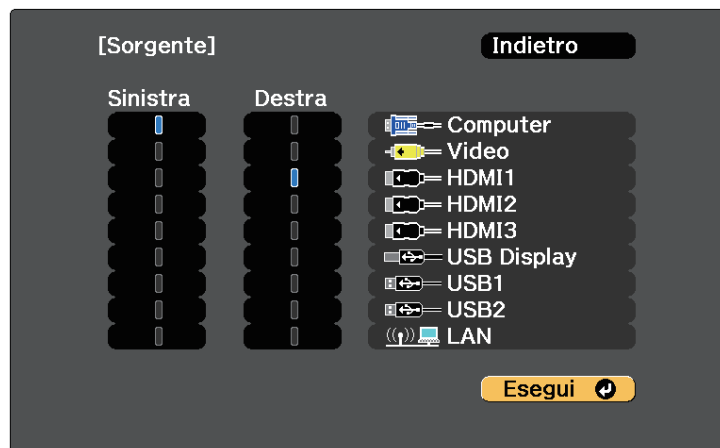 [Sorgente] Indietro
Sinistra Destra
Computer
Video
HDMI1
HDMI2
HDMI3
USB Display
USB1
USB2
LAN
Esegui